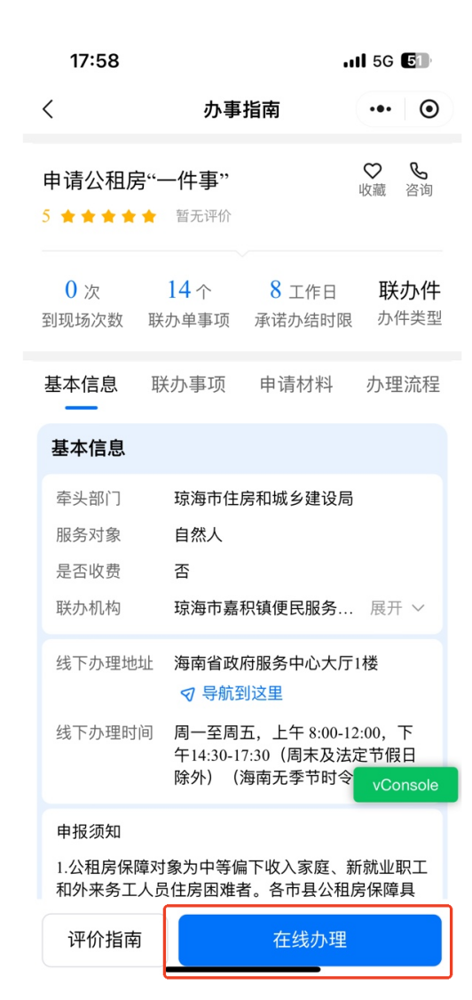 17:58
5G 51
办事指南
申请公租房“一件事”
收藏 咨询
5 暂无评价
0 次 14 个 8 工作日 联办件
到现场次数 联办单事项 承诺办结时限 办件类型
基本信息 联办事项 申请材料 办理流程
基本信息
牵头部门 琼海市住房和城乡建设局
服务对象 自然人
是否收费 否
联办机构 琼海市嘉积镇便民服务... 展开
线下办理地址 海南省政府服务中心大厅1楼
导航到这里
线下办理时间 周一至周五，上午 8:00-12:00，下
午14:30-17:30（周末及法定节假日
除外）（海南无季节时令
vConsole
申报须知
1.公租房保障对象为中等偏下收入家庭、新就业职工
和外来务工人员住房困难者。各市县公租房保障具
评价指南 在线办理